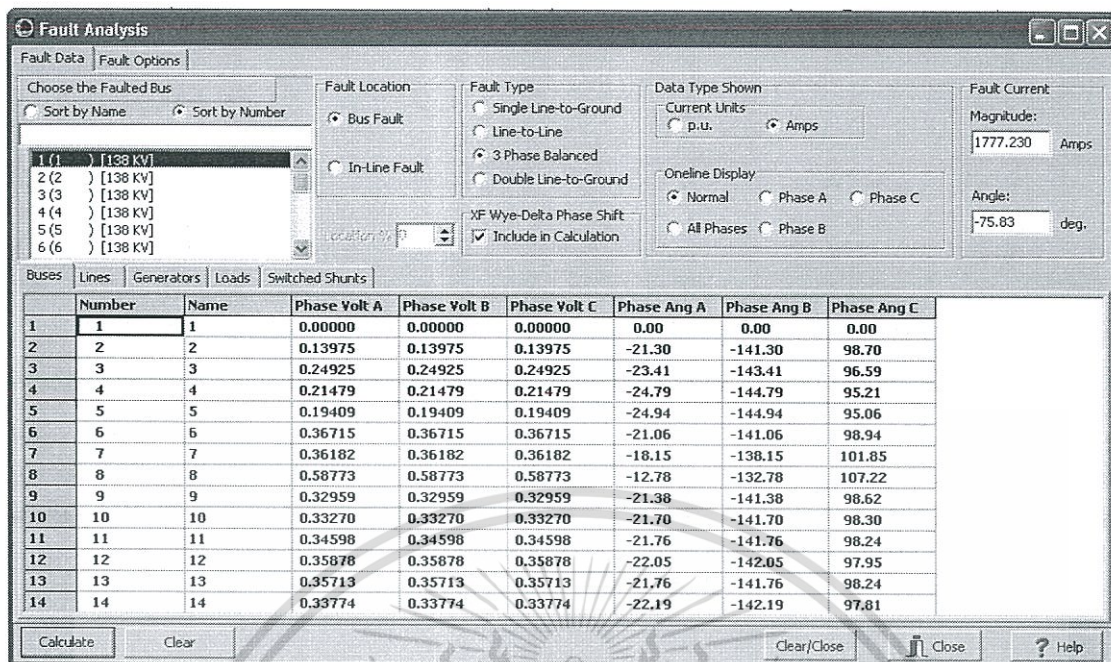 Fault Analysis
Fault Data Fault Options
Choose the Faulted Bus
Sort by Name Sort by Number
1 (1 ) [138 KV]
2 (2 ) [138 KV]
3 (3 ) [138 KV]
4 (4 ) [138 KV]
5 (5 ) [138 KV]
6 (6 ) [138 KV]
Fault Location
Bus Fault
In-Line Fault
Location %
Fault Type
Single Line-to-Ground
Line-to-Line
3 Phase Balanced
Double Line-to-Ground
XF Wye-Delta Phase Shift
Include in Calculation
Data Type Shown
Current Units
p.u. Amps
Oneline Display
Normal Phase A Phase C
All Phases Phase B
Fault Current
Magnitude:
1777.230 Amps
Angle:
-75.83 deg.
Buses Lines Generators Loads Switched Shunts
Number Name Phase Volt A Phase Volt B Phase Volt C Phase Ang A Phase Ang B Phase Ang C
1 1 1 0.00000 0.00000 0.00000 0.00 0.00 0.00
2 2 2 0.13975 0.13975 0.13975 -21.30 -141.30 98.70
3 3 3 0.24925 0.24925 0.24925 -23.41 -143.41 96.59
4 4 4 0.21479 0.21479 0.21479 -24.79 -144.79 95.21
5 5 5 0.19409 0.19409 0.19409 -24.94 -144.94 95.06
6 6 6 0.36715 0.36715 0.36715 -21.06 -141.06 98.94
7 7 7 0.36182 0.36182 0.36182 -18.15 -138.15 101.85
8 8 8 0.58773 0.58773 0.58773 -12.78 -132.78 107.22
9 9 9 0.32959 0.32959 0.32959 -21.38 -141.38 98.62
10 10 10 0.33270 0.33270 0.33270 -21.70 -141.70 98.30
11 11 11 0.34598 0.34598 0.34598 -21.76 -141.76 98.24
12 12 12 0.35878 0.35878 0.35878 -22.05 -142.05 97.95
13 13 13 0.35713 0.35713 0.35713 -21.76 -141.76 98.24
14 14 14 0.33774 0.33774 0.33774 -22.19 -142.19 97.81
Calculate Clear Clear/Close Close ? Help